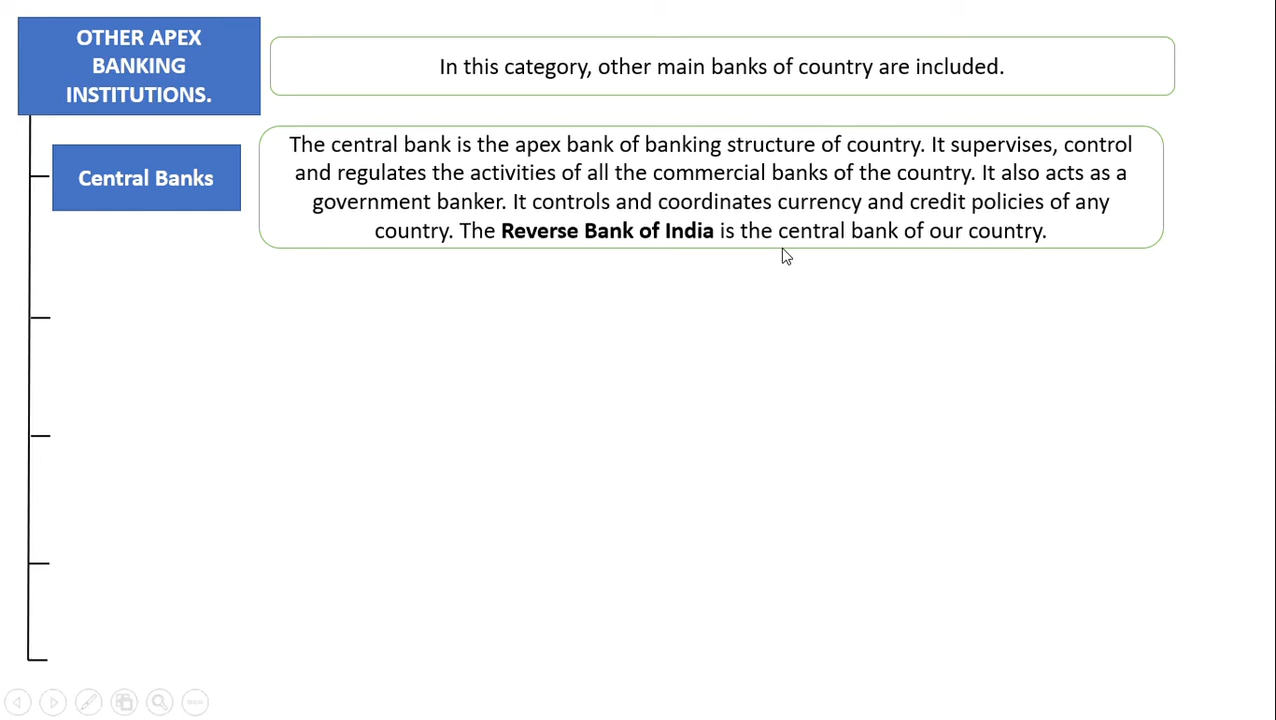 OTHER APEX
BANKING
INSTITUTIONS.
In this category, other main banks of country are included.
Central Banks
The central bank is the apex bank of banking structure of country. It supervises, control
and regulates the activities of all the commercial banks of the country. It also acts as a
government banker. It controls and coordinates currency and credit policies of any
country. The Reverse Bank of India is the central bank of our country.